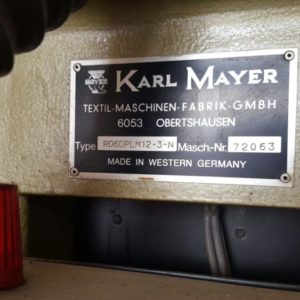 KARL MAYER
TEXTIL-MASCHINEN-FABRIK-GMBH
6053 OBERTSHAUSEN
Type RD6DPLM12-3-N Masch-Nr. 72063
MADE IN WESTERN GERMANY